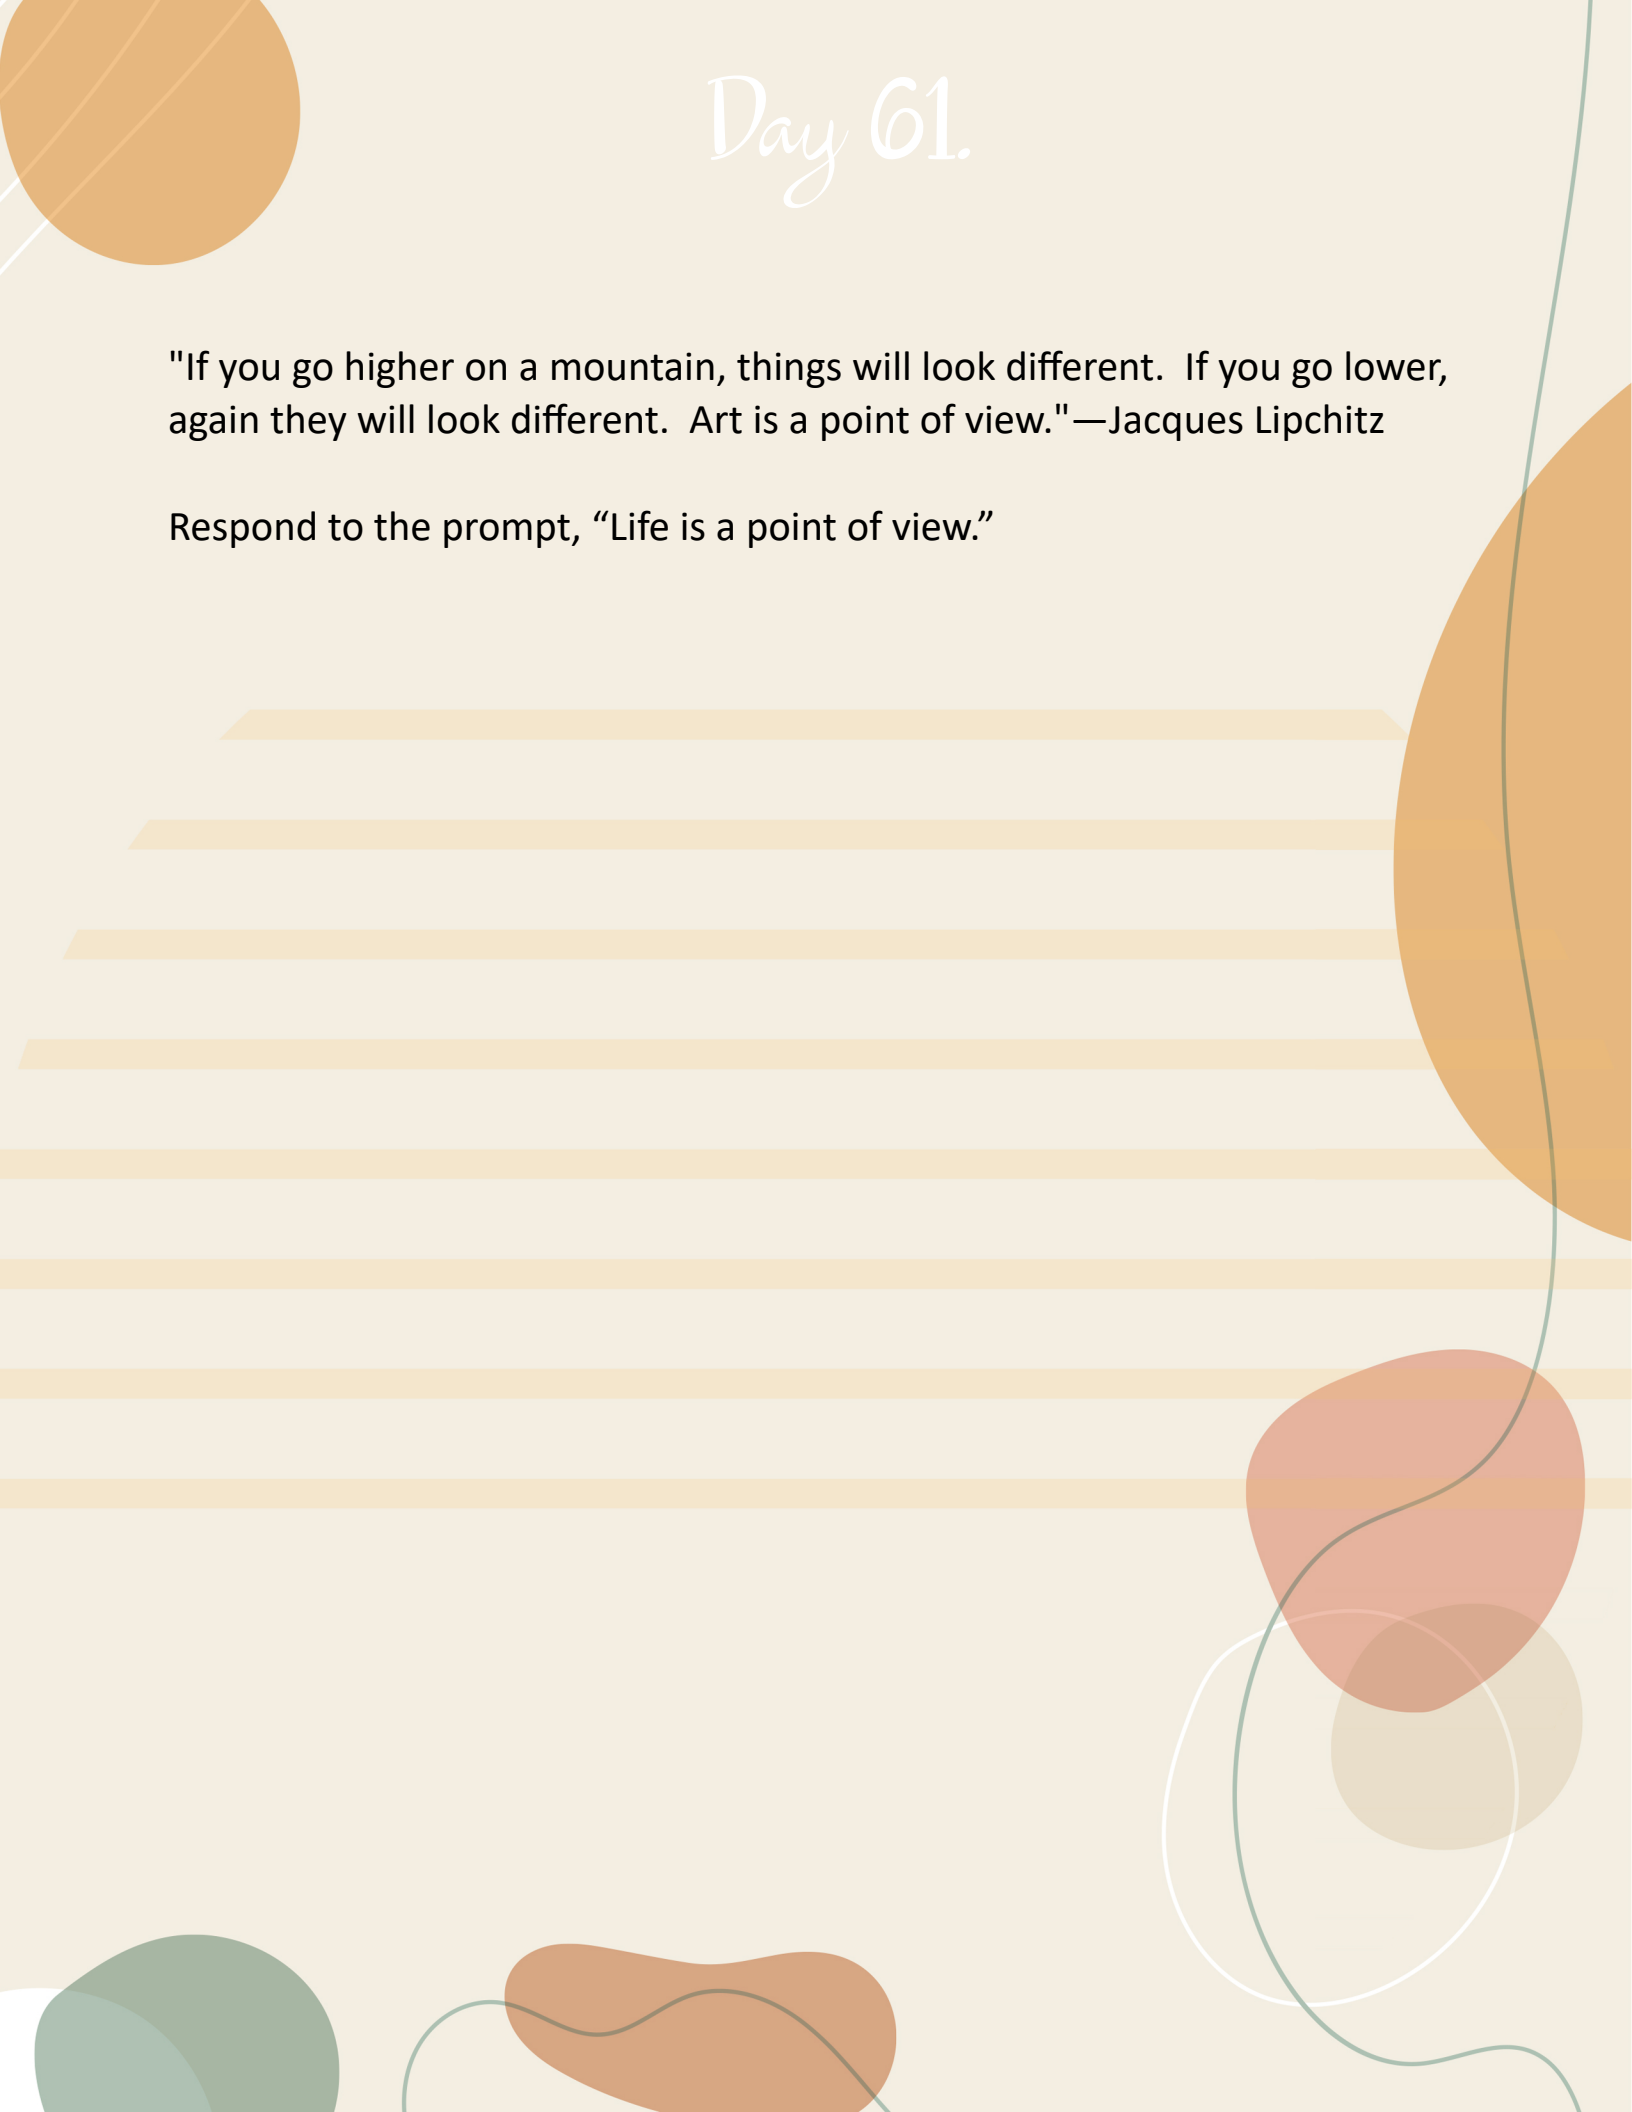 Day 61.
"If you go higher on a mountain, things will look different.  If you go lower,
again they will look different.  Art is a point of view."—Jacques Lipchitz
Respond to the prompt, “Life is a point of view.”